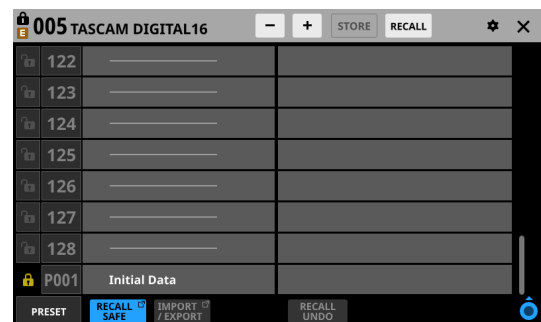 E 005 TASCAM DIGITAL16 − + STORE RECALL ×
122
123
124
125
126
127
128
P001 Initial Data
PRESET
RECALL SAFE
IMPORT / EXPORT
RECALL UNDO